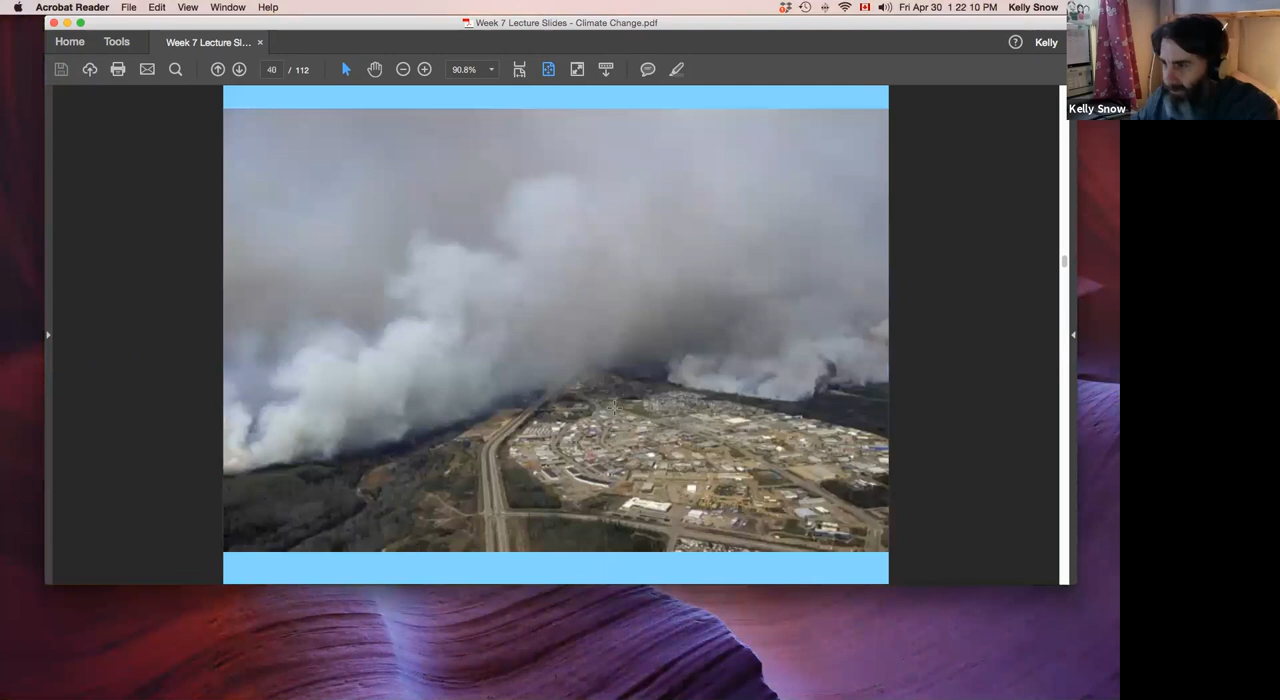 Acrobat Reader File Edit View Window Help Fri Apr 30 1 22 10 PM Kelly Snow
Week 7 Lecture Slides - Climate Change.pdf
Home Tools Week 7 Lecture Sl... × ? Kelly
40 / 112 90.8%
Kelly Snow